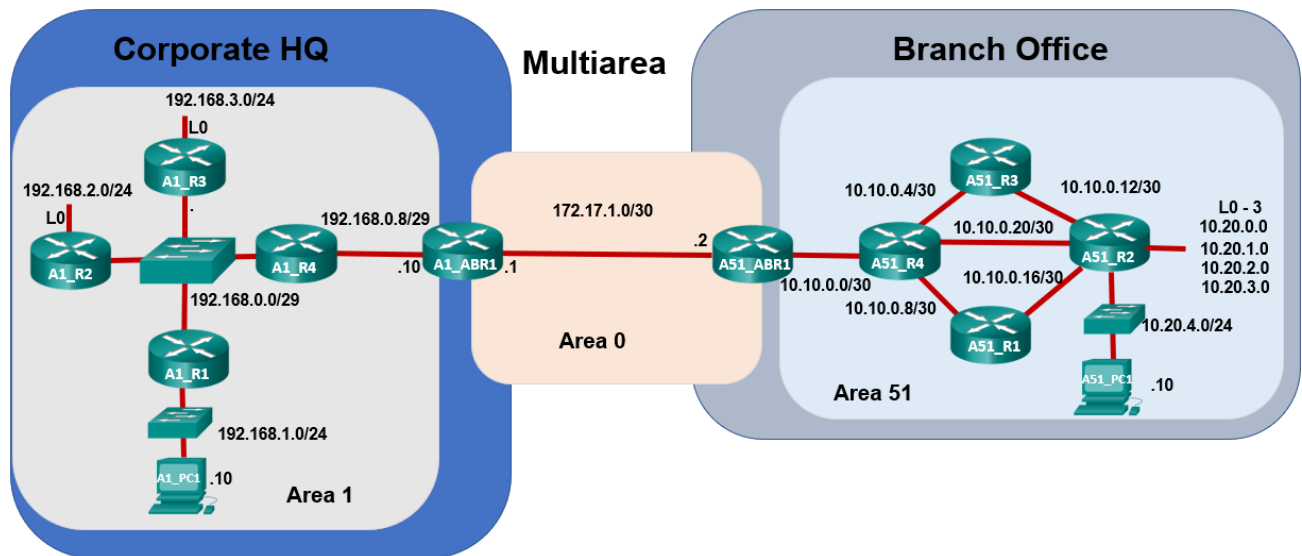 Corporate HQ
Multiarea
Branch Office
192.168.3.0/24
L0
A1_R3
192.168.2.0/24
L0
A1_R2
.
192.168.0.8/29
A1_R4
.10
A1_ABR1
.1
192.168.0.0/29
A1_R1
192.168.1.0/24
A1_PC1
.10
Area 1
172.17.1.0/30
.2
A51_ABR1
Area 0
10.10.0.0/30
A51_R3
10.10.0.4/30
10.10.0.12/30
A51_R4
10.10.0.20/30
A51_R2
L0 - 3
10.20.0.0
10.20.1.0
10.20.2.0
10.20.3.0
10.10.0.16/30
10.10.0.8/30
A51_R1
10.20.4.0/24
A51_PC1
.10
Area 51